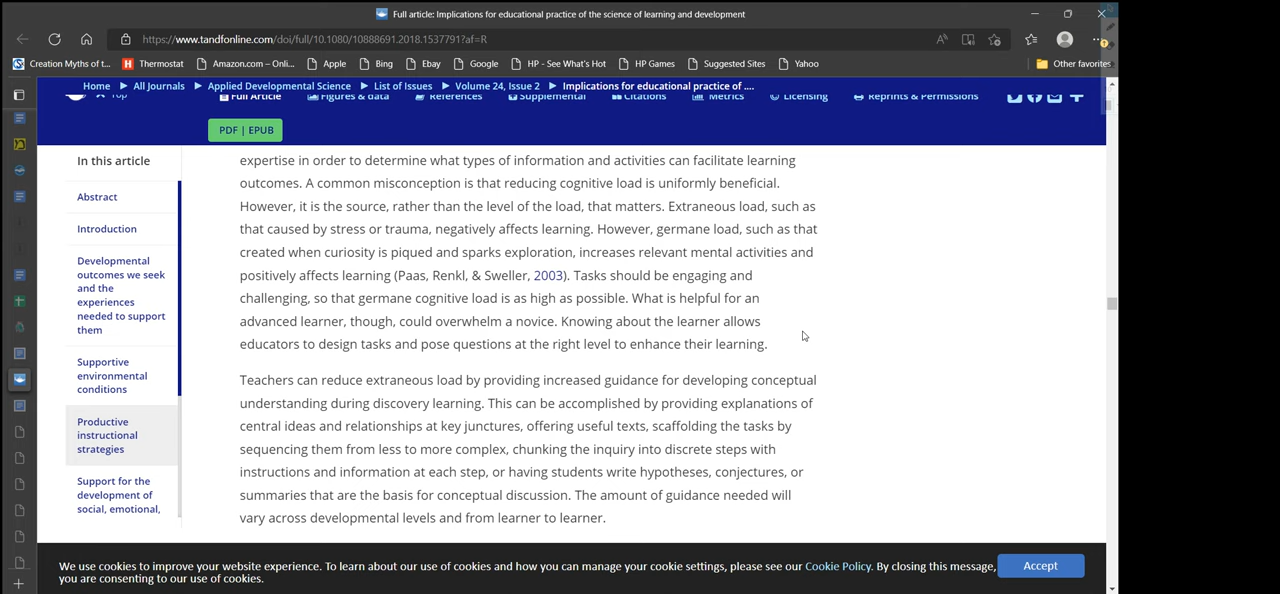 Full article: Implications for educational practice of the science of learning and development
https://www.tandfonline.com/doi/full/10.1080/10888691.2018.1537791?af=R
Creation Myths of t... Thermostat Amazon.com – Onli... Apple Bing Ebay Google HP - See What's Hot HP Games Suggested Sites Yahoo Other favorites
Home All Journals Applied Developmental Science List of Issues Volume 24, Issue 2 Implications for educational practice of ....
Top Full Article Figures & data References Supplemental Citations Metrics Licensing Reprints & Permissions
PDF | EPUB
In this article
Abstract
Introduction
Developmental
outcomes we seek
and the
experiences
needed to support
them
Supportive
environmental
conditions
Productive
instructional
strategies
Support for the
development of
social, emotional,
expertise in order to determine what types of information and activities can facilitate learning
outcomes. A common misconception is that reducing cognitive load is uniformly beneficial.
However, it is the source, rather than the level of the load, that matters. Extraneous load, such as
that caused by stress or trauma, negatively affects learning. However, germane load, such as that
created when curiosity is piqued and sparks exploration, increases relevant mental activities and
positively affects learning (Paas, Renkl, & Sweller, 2003). Tasks should be engaging and
challenging, so that germane cognitive load is as high as possible. What is helpful for an
advanced learner, though, could overwhelm a novice. Knowing about the learner allows
educators to design tasks and pose questions at the right level to enhance their learning.
Teachers can reduce extraneous load by providing increased guidance for developing conceptual
understanding during discovery learning. This can be accomplished by providing explanations of
central ideas and relationships at key junctures, offering useful texts, scaffolding the tasks by
sequencing them from less to more complex, chunking the inquiry into discrete steps with
instructions and information at each step, or having students write hypotheses, conjectures, or
summaries that are the basis for conceptual discussion. The amount of guidance needed will
vary across developmental levels and from learner to learner.
We use cookies to improve your website experience. To learn about our use of cookies and how you can manage your cookie settings, please see our Cookie Policy. By closing this message,
you are consenting to our use of cookies.
Accept